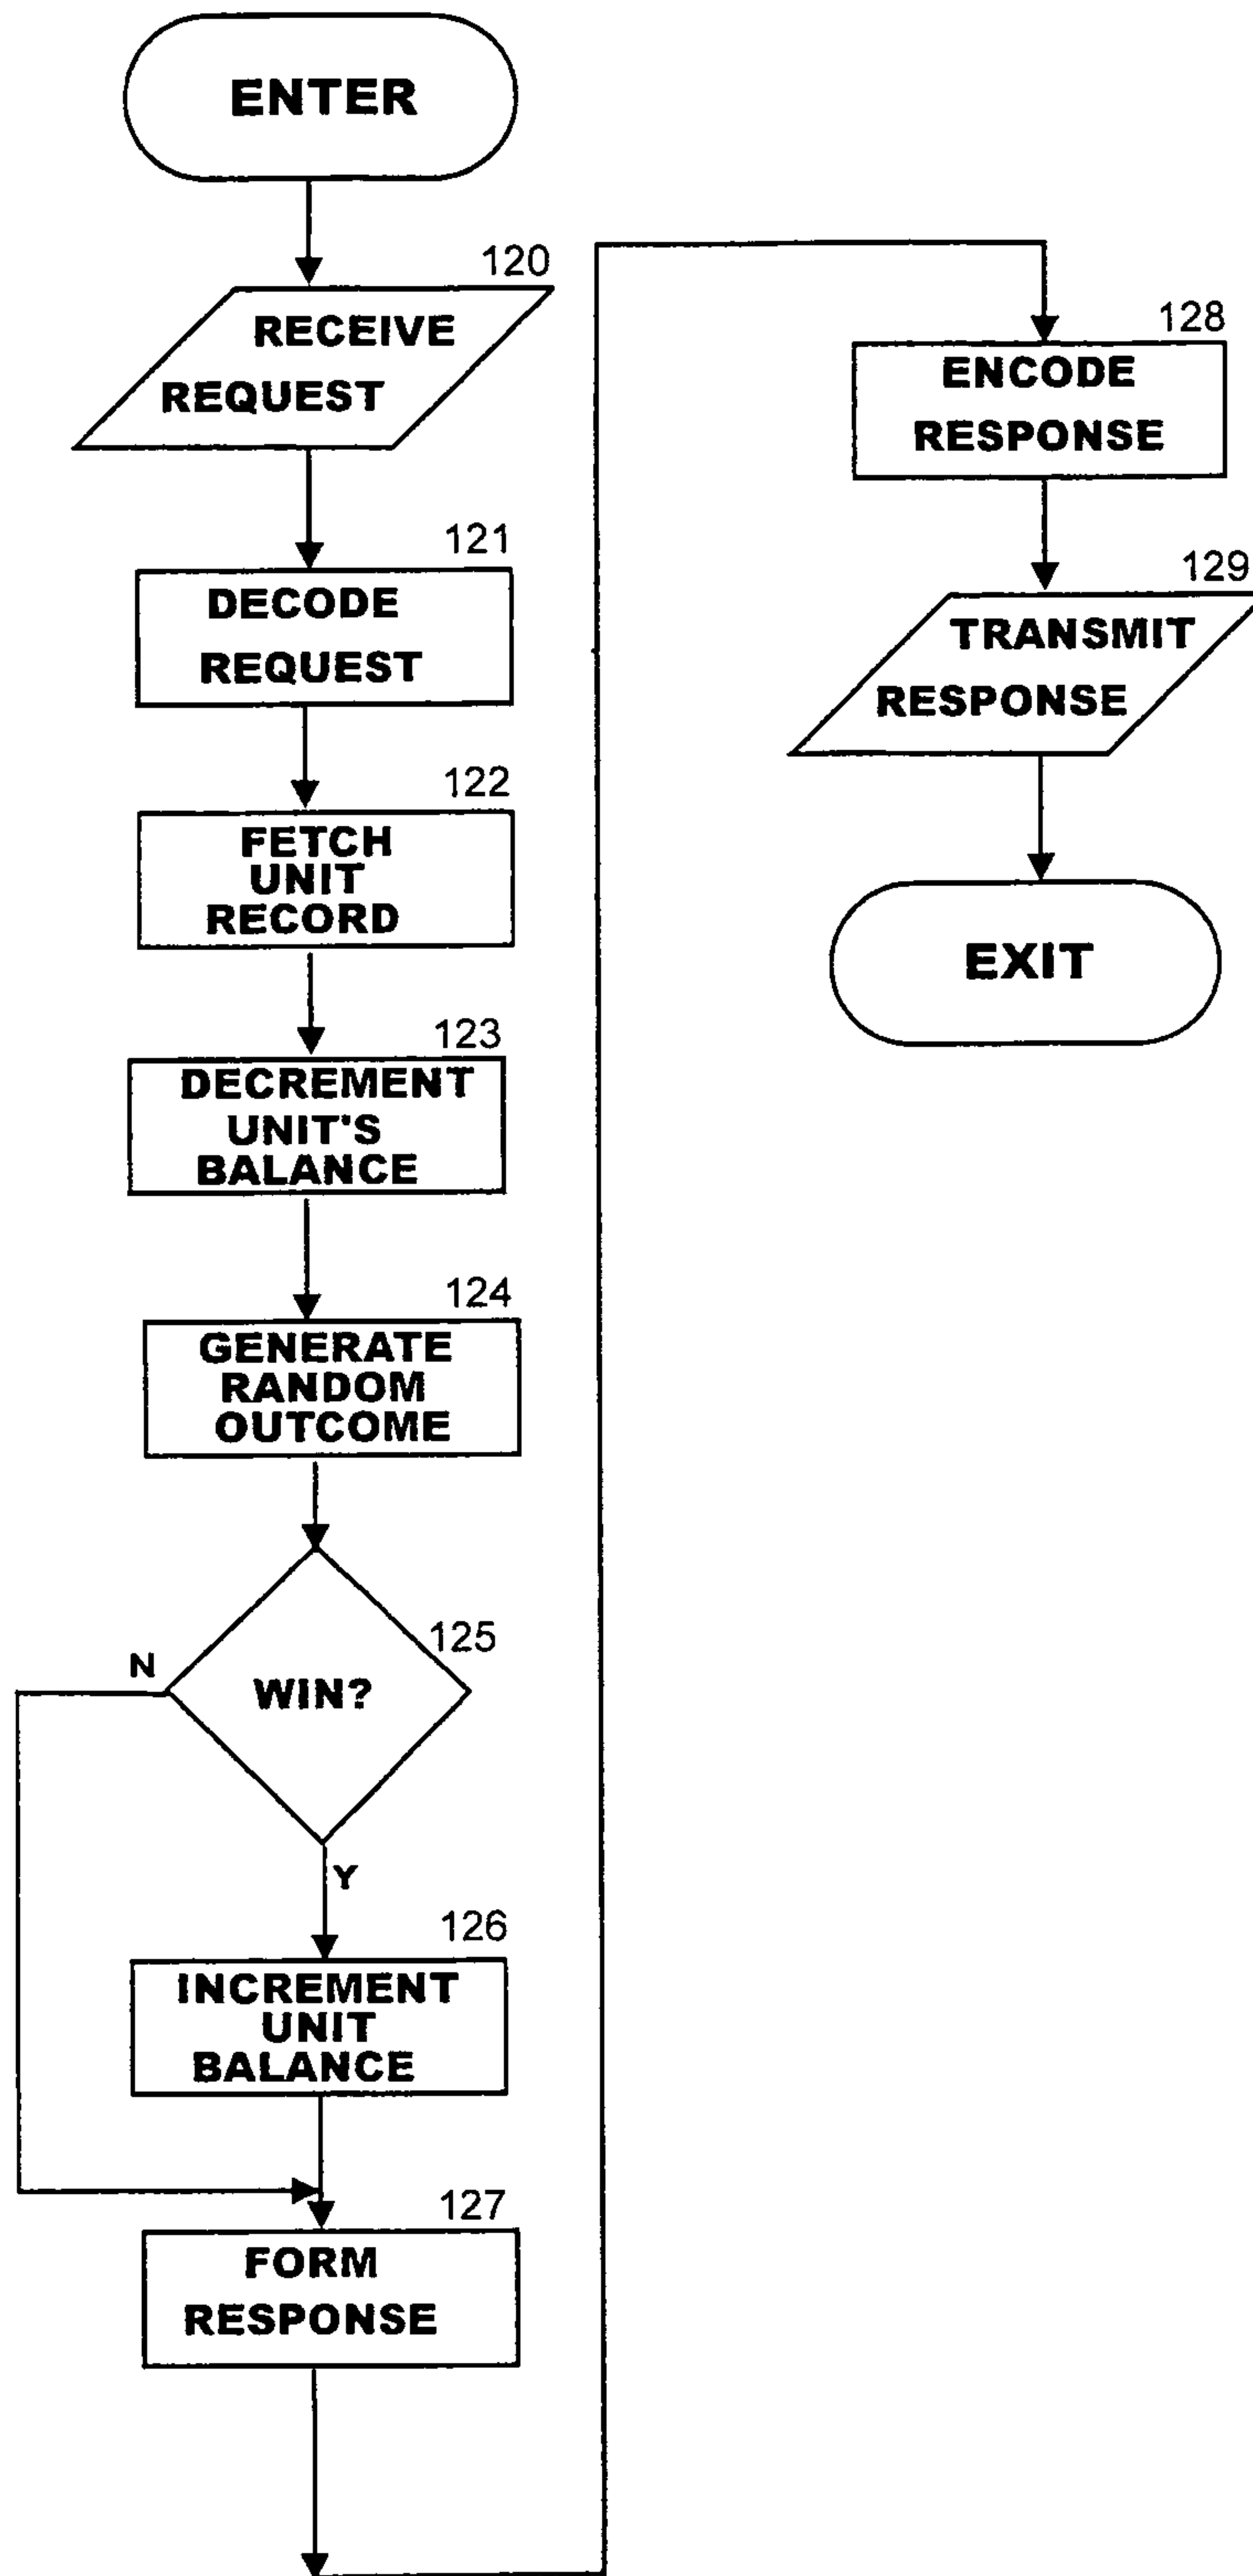 ENTER
120
RECEIVE
REQUEST
121
DECODE
REQUEST
122
FETCH
UNIT
RECORD
123
DECREMENT
UNIT'S
BALANCE
124
GENERATE
RANDOM
OUTCOME
125
N
WIN?
Y
126
INCREMENT
UNIT
BALANCE
127
FORM
RESPONSE
128
ENCODE
RESPONSE
129
TRANSMIT
RESPONSE
EXIT